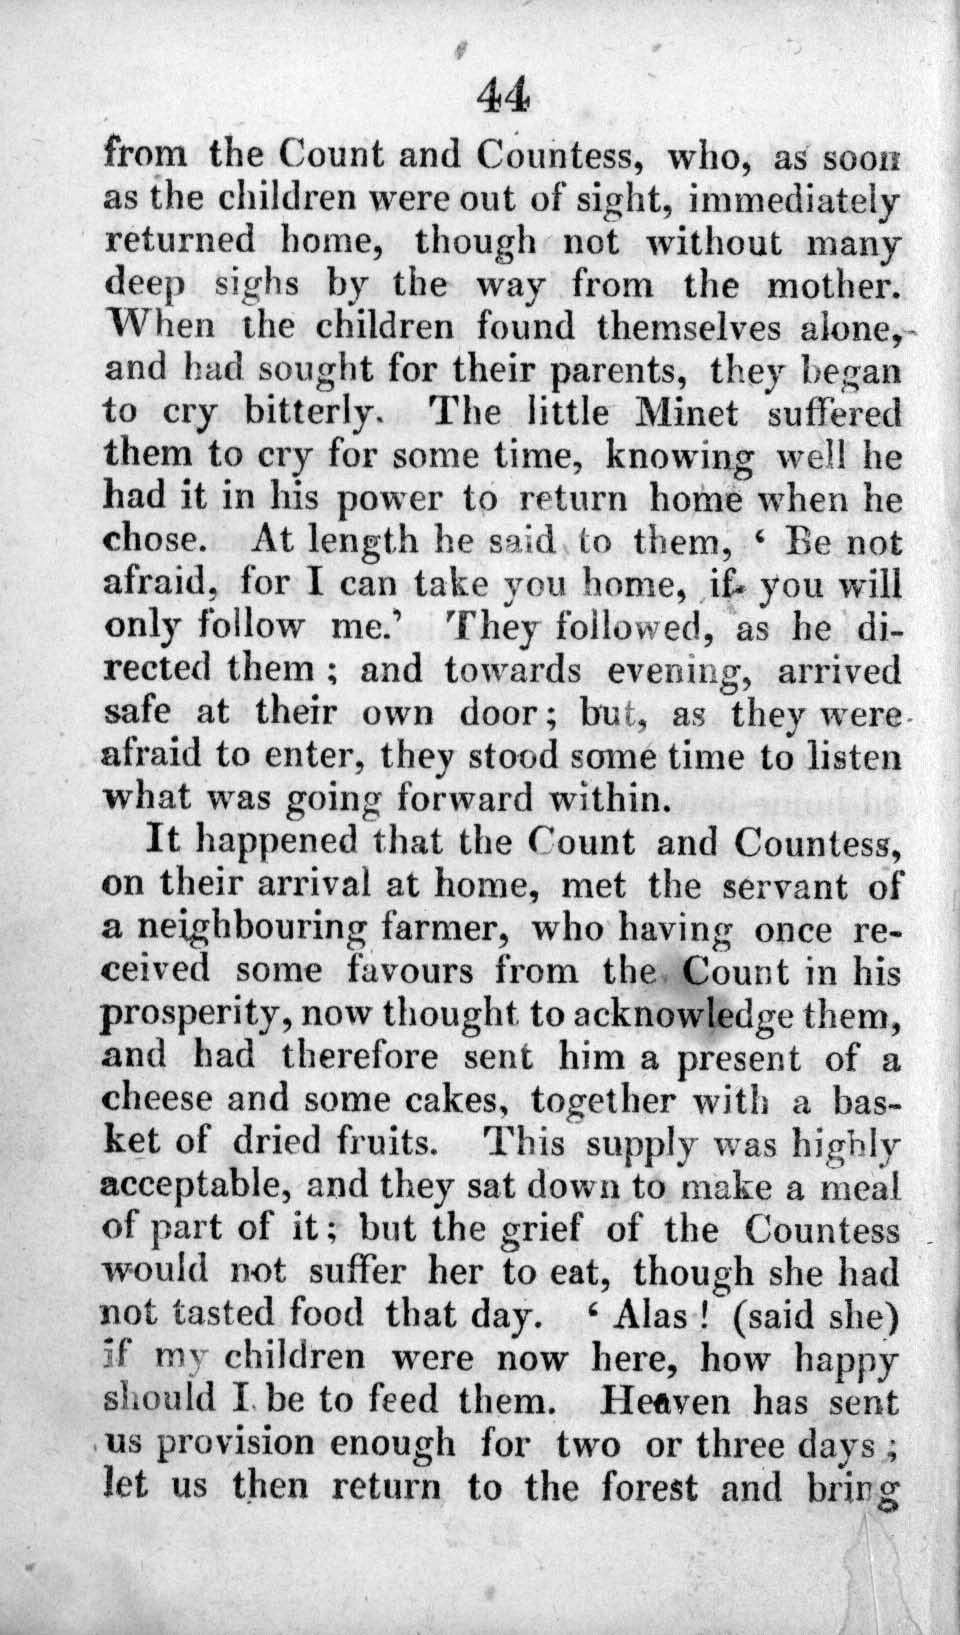 44
from the Count and Countess, who, as soon
as the children were out of sight, immediately
returned home, though not without many
deep sighs by the way from the mother.
When the children found themselves alone,
and had sought for their parents, they began
to cry bitterly. The little Minet suffered
them to cry for some time, knowing well he
had it in his power to return home when he
chose. At length he said to them, ‘ Be not
afraid, for I can take you home, if you will
only follow me.’ They followed, as he di-
rected them ; and towards evening, arrived
safe at their own door; but, as they were
afraid to enter, they stood some time to listen
what was going forward within.
It happened that the Count and Countess,
on their arrival at home, met the servant of
a neighbouring farmer, who having once re-
ceived some favours from the Count in his
prosperity, now thought to acknowledge them,
and had therefore sent him a present of a
cheese and some cakes, together with a bas-
ket of dried fruits. This supply was highly
acceptable, and they sat down to make a meal
of part of it; but the grief of the Countess
would not suffer her to eat, though she had
not tasted food that day. ‘ Alas ! (said she)
if my children were now here, how happy
should I be to feed them. Heaven has sent
us provision enough for two or three days ;
let us then return to the forest and bring